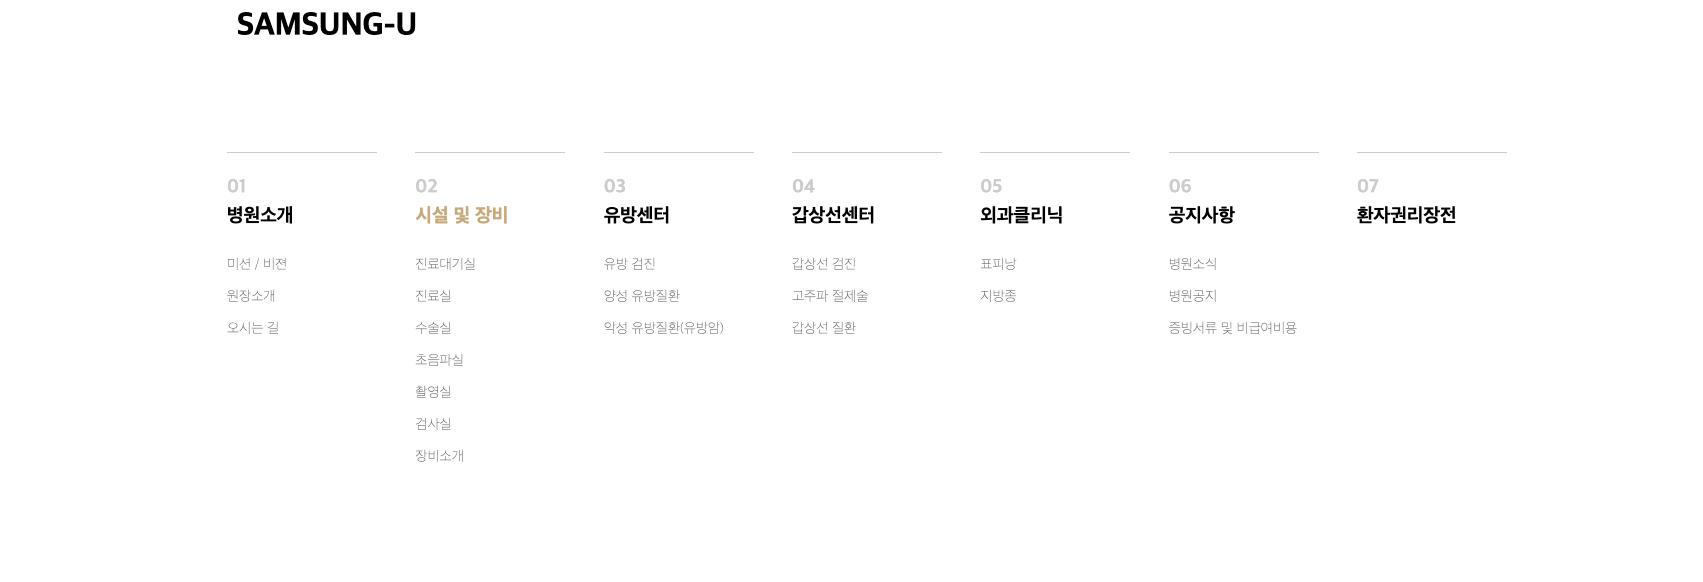 SAMSUNG-U
01
병원소개
미션 / 비젼
원장소개
오시는 길
02
시설 및 장비
진료대기실
진료실
수술실
초음파실
촬영실
검사실
장비소개
03
유방센터
유방 검진
양성 유방질환
악성 유방질환(유방암)
04
갑상선센터
갑상선 검진
고주파 절제술
갑상선 질환
05
외과클리닉
표피낭
지방종
06
공지사항
병원소식
병원공지
증빙서류 및 비급여비용
07
환자권리장전